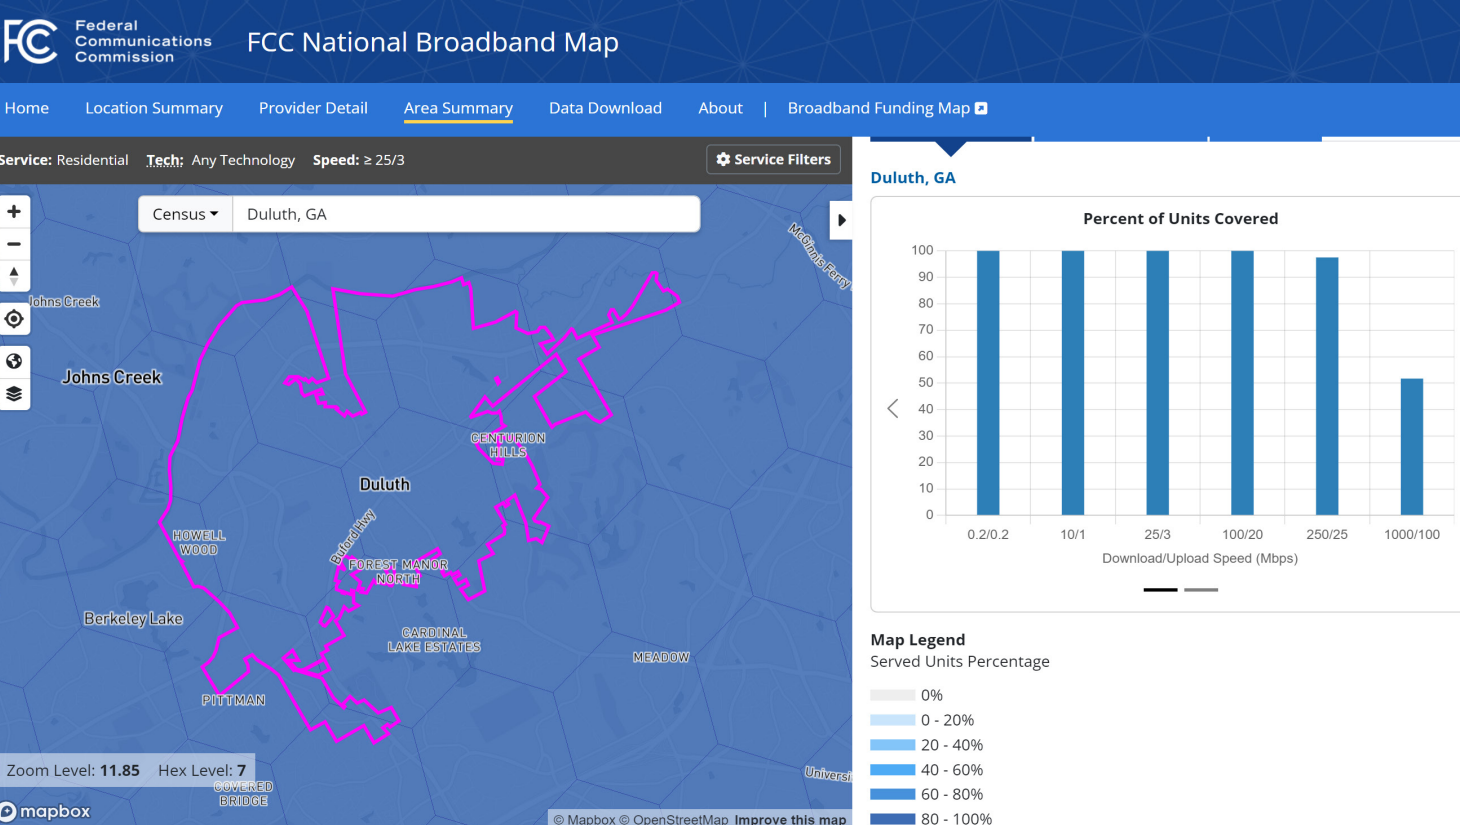 FCC
Federal
Communications
Commission
FCC National Broadband Map
Home Location Summary Provider Detail Area Summary Data Download About | Broadband Funding Map
Service: Residential Tech: Any Technology Speed: ≥ 25/3
Service Filters
Census Duluth, GA
McGinnis Ferry
Johns Creek
Johns Creek
CENTURION
HILLS
Duluth
Buford Hwy
HOWELL
WOOD
FOREST MANOR
NORTH
Berkeley Lake
CARDINAL
LAKE ESTATES
MEADOW
PITTMAN
Zoom Level: 11.85 Hex Level: 7
COVERED
BRIDGE
Universi
mapbox
© Mapbox © OpenStreetMap Improve this map
Duluth, GA
Percent of Units Covered
100
90
80
70
60
50
40
30
20
10
0
0.2/0.2 10/1 25/3 100/20 250/25 1000/100
Download/Upload Speed (Mbps)
Map Legend
Served Units Percentage
0%
0 - 20%
20 - 40%
40 - 60%
60 - 80%
80 - 100%